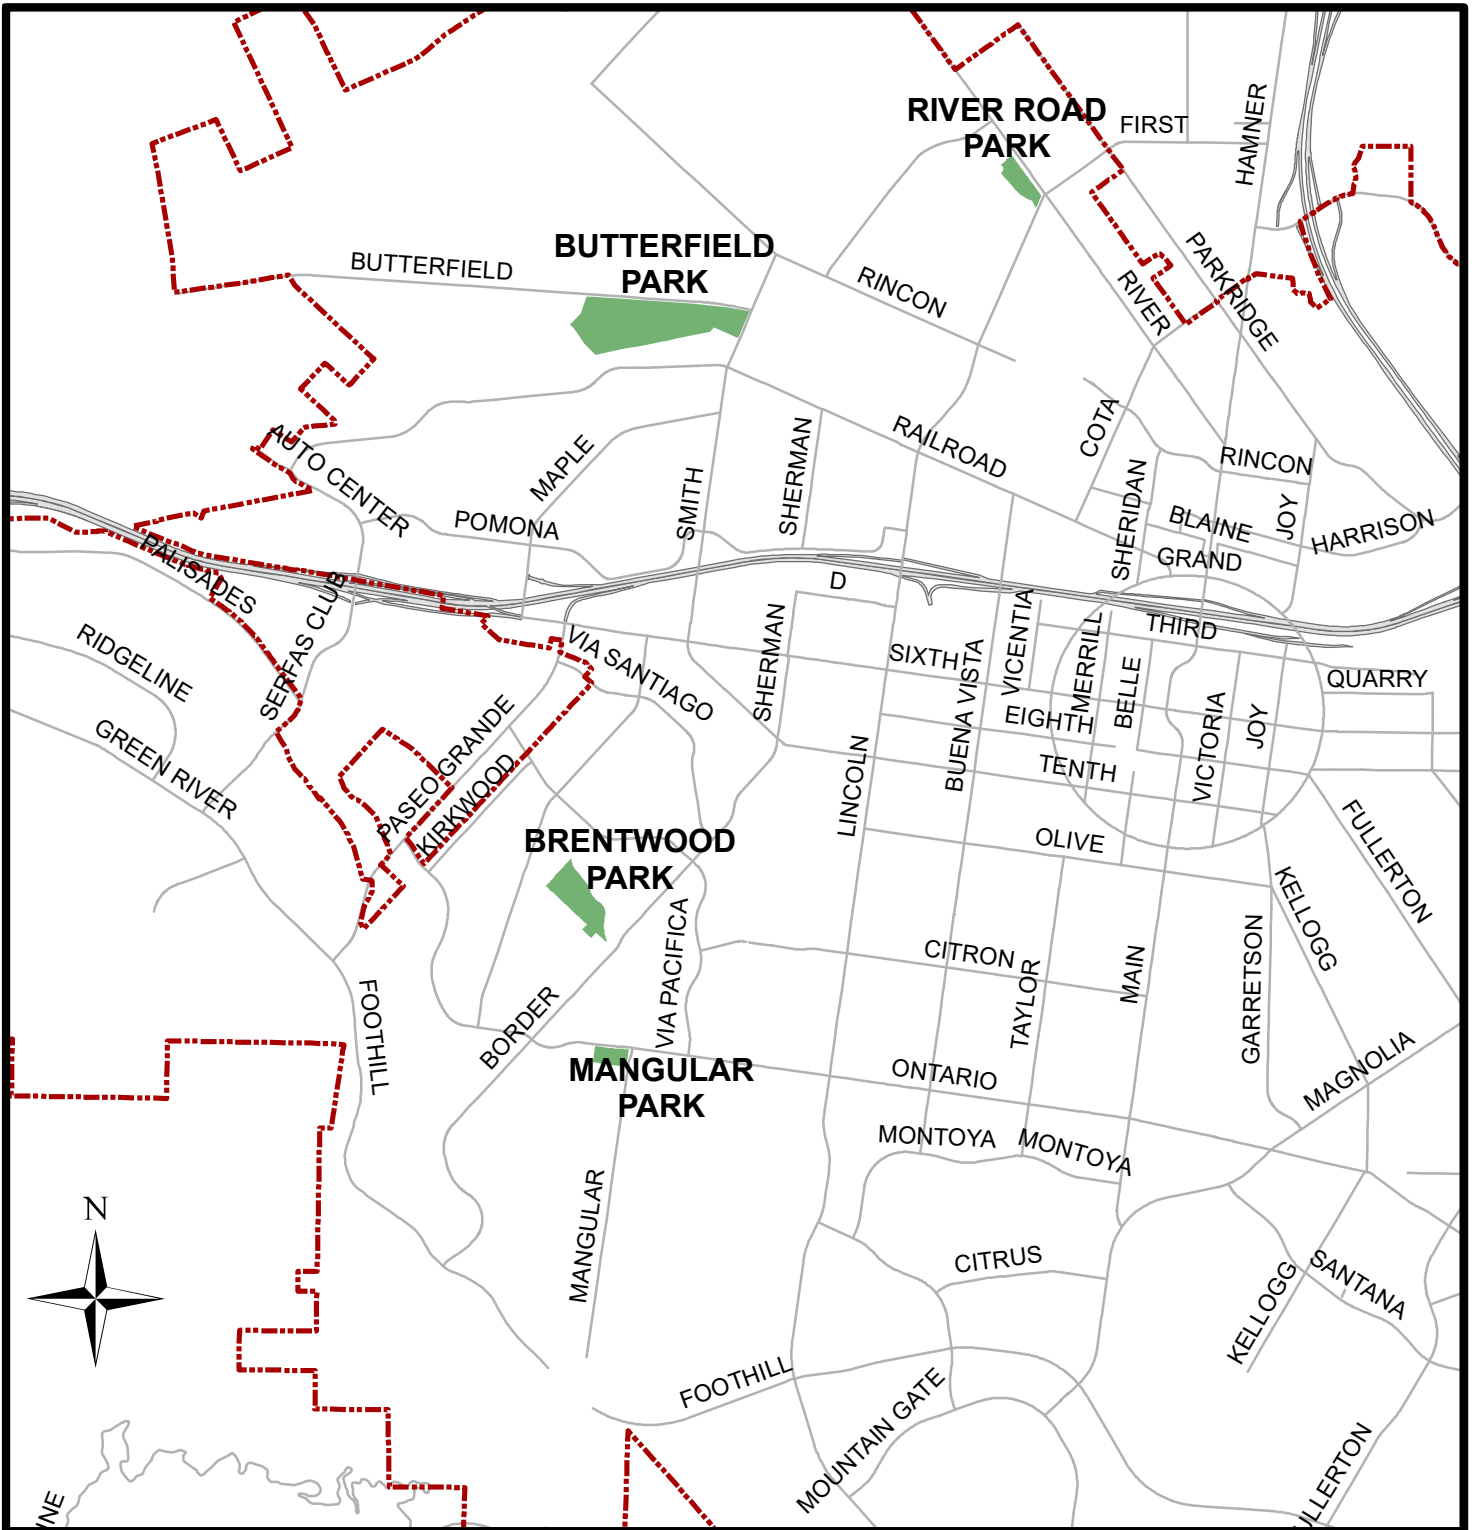 RIVER ROAD
PARK
FIRST
HAMNER
BUTTERFIELD
PARK
BUTTERFIELD
RINCON
RIVER
PARKRIDGE
AUTO CENTER
MAPLE
POMONA
SMITH
SHERMAN
RAILROAD
COTA
SHERIDAN
RINCON
JOY
BLAINE
GRAND
HARRISON
PALISADES
SERFAS CLUB
RIDGELINE
GREEN RIVER
VIA SANTIAGO
PASEO GRANDE
KIRKWOOD
D
SHERMAN
SIXTH
BUENA VISTA
VICENTIA
MERRILL
BELLE
THIRD
QUARRY
EIGHTH
TENTH
VICTORIA
JOY
LINCOLN
OLIVE
FULLERTON
BRENTWOOD
PARK
KELLOGG
GARRETSON
VIA PACIFICA
CITRON
TAYLOR
MAIN
FOOTHILL
BORDER
MAGNOLIA
MANGULAR
PARK
ONTARIO
MONTOYA
MONTOYA
N
MANGULAR
CITRUS
KELLOGG
SANTANA
FOOTHILL
MOUNTAIN GATE
ULLERTON
INE